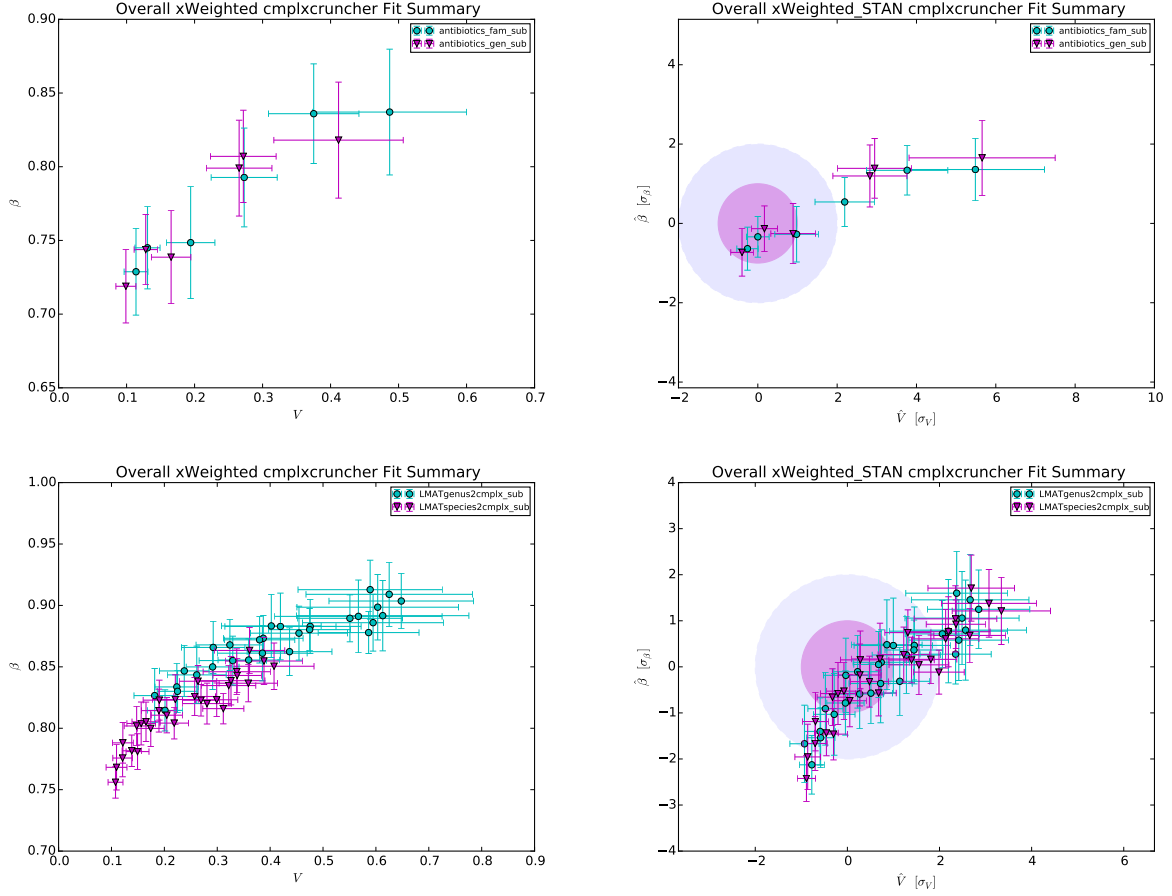 Overall xWeighted cmplxcruncher Fit Summary
0.90
0.85
0.80
0.75
0.70
0.65
β
antibiotics_fam_sub
antibiotics_gen_sub
0.0 0.1 0.2 0.3 0.4 0.5 0.6 0.7
V
Overall xWeighted_STAN cmplxcruncher Fit Summary
4
2
0
−2
−4
β̂ [σβ]
antibiotics_fam_sub
antibiotics_gen_sub
−2 0 2 4 6 8 10
V̂ [σV]
Overall xWeighted cmplxcruncher Fit Summary
1.00
0.95
0.90
0.85
0.80
0.75
0.70
β
LMATgenus2cmplx_sub
LMATspecies2cmplx_sub
0.0 0.1 0.2 0.3 0.4 0.5 0.6 0.7 0.8 0.9
V
Overall xWeighted_STAN cmplxcruncher Fit Summary
4
3
2
1
0
−1
−2
−3
−4
β̂ [σβ]
LMATgenus2cmplx_sub
LMATspecies2cmplx_sub
−2 0 2 4 6
V̂ [σV]